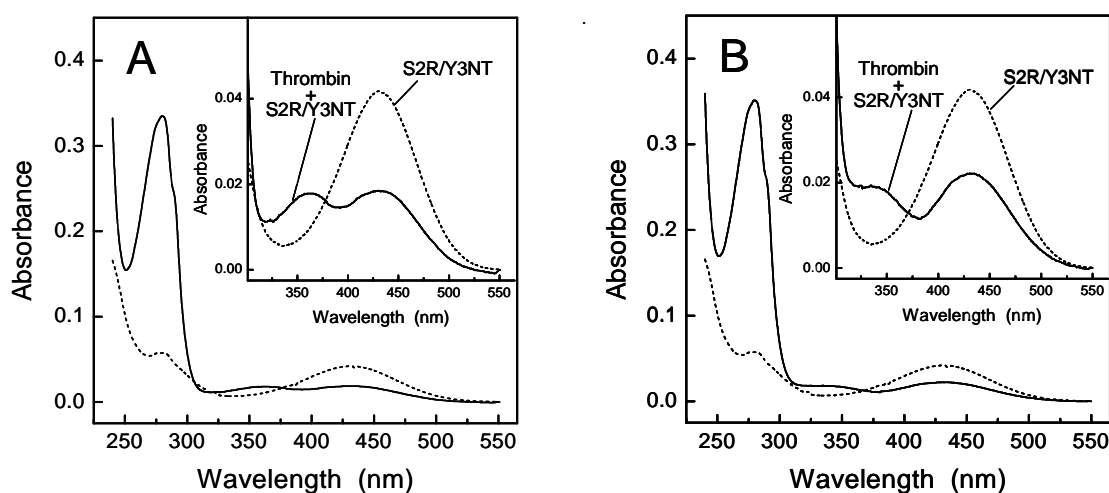 A
Absorbance
0.4
0.3
0.2
0.1
0.0
250 300 350 400 450 500 550
Wavelength (nm)
Absorbance
0.04
0.02
0.00
350 400 450 500 550
Wavelength (nm)
Thrombin
+
S2R/Y3NT
S2R/Y3NT
B
Absorbance
0.4
0.3
0.2
0.1
0.0
250 300 350 400 450 500 550
Wavelength (nm)
Absorbance
0.04
0.02
0.00
350 400 450 500 550
Wavelength (nm)
Thrombin
+
S2R/Y3NT
S2R/Y3NT